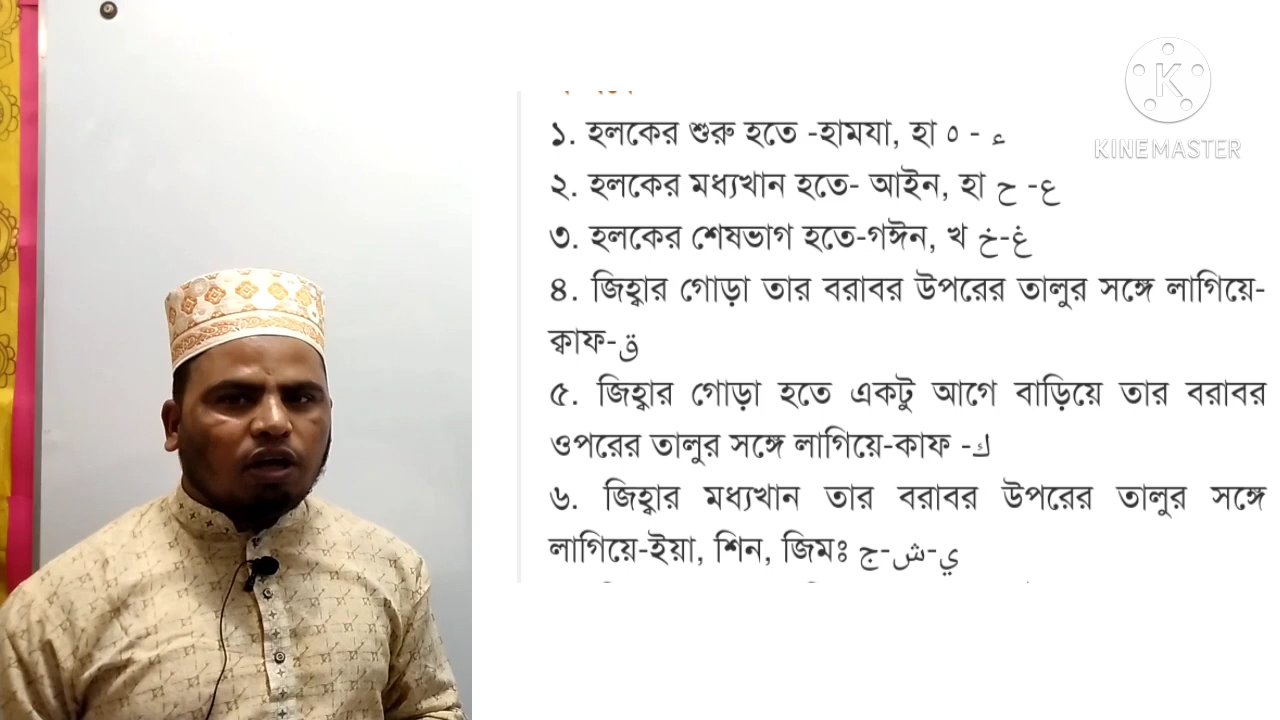 ১. হলকের শুরু হতে -হামযা, হা ه - ء
২. হলকের মধ্যখান হতে- আইন, হা ح -ع
৩. হলকের শেষভাগ হতে-গঈন, খ خ-غ
৪. জিহ্বার গোড়া তার বরাবর উপরের তালুর সঙ্গে লাগিয়ে-
ক্বাফ-ق
৫. জিহ্বার গোড়া হতে একটু আগে বাড়িয়ে তার বরাবর
ওপরের তালুর সঙ্গে লাগিয়ে-কাফ -ك
৬. জিহ্বার মধ্যখান তার বরাবর উপরের তালুর সঙ্গে
লাগিয়ে-ইয়া, শিন, জিমঃ ج-ش-ي
K
KINEMASTER